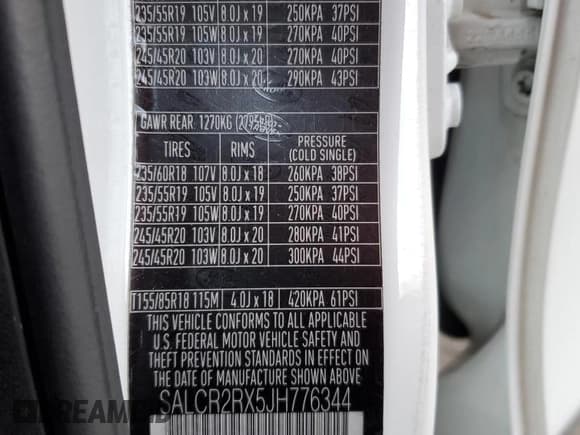 235/55R19 105V 8.0J x 19 250KPA 37PSI
235/55R19 105W 8.0J x 19 270KPA 40PSI
245/45R20 103V 8.0J x 20 270KPA 40PSI
245/45R20 103W 8.0J x 20 290KPA 43PSI
GAWR REAR: 1270KG
TIRES RIMS PRESSURE (COLD SINGLE)
235/60R18 107V 8.0J x 18 260KPA 38PSI
235/55R19 105V 8.0J x 19 250KPA 37PSI
235/55R19 105W 8.0J x 19 270KPA 40PSI
245/45R20 103V 8.0J x 20 280KPA 41PSI
245/45R20 103W 8.0J x 20 300KPA 44PSI
T155/85R18 115M 4.0J x 18 420KPA 61PSI
THIS VEHICLE CONFORMS TO ALL APPLICABLE
U.S. FEDERAL MOTOR VEHICLE SAFETY AND
THEFT PREVENTION STANDARDS IN EFFECT ON
THE DATE OF MANUFACTURE SHOWN ABOVE.
SALCR2RX5JH776344